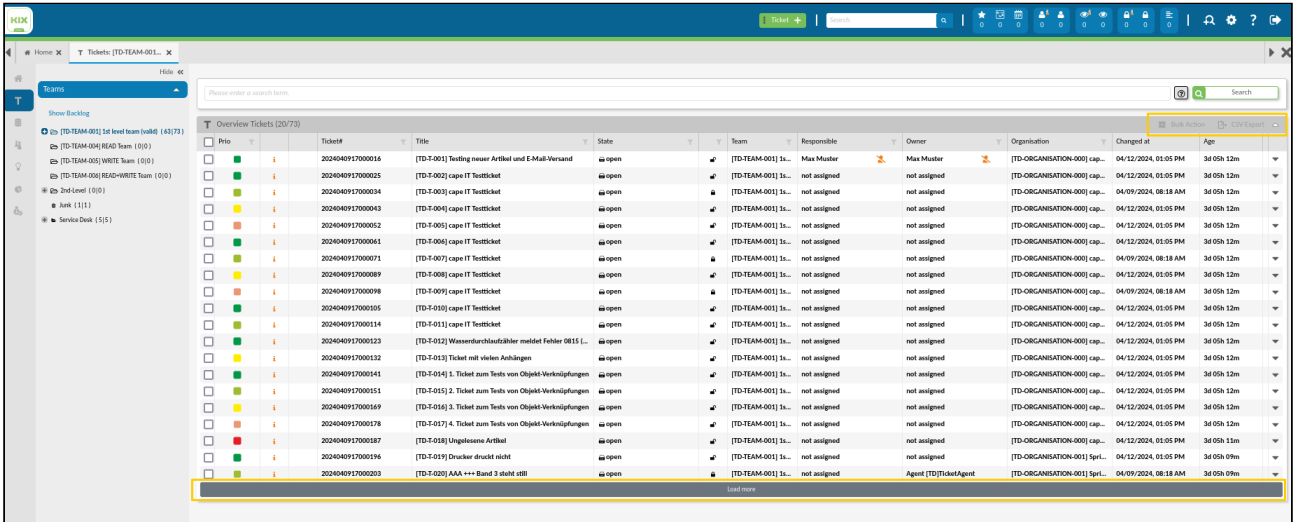 KIX
Ticket + Search 0 0 0 0 0 0 0 0 0 0 ?
Home X T Tickets: [TD-TEAM-001... X
Hide
Teams
Show Backlog
[TD-TEAM-001] 1st level team (valid) (63|73)
[TD-TEAM-004] READ Team (0|0)
[TD-TEAM-005] WRITE Team (0|0)
[TD-TEAM-006] READ+WRITE Team (0|0)
2nd-Level (0|0)
Junk (1|1)
Service Desk (5|5)
Please enter a search term. Search
T Overview Tickets (20/73) Bulk Action CSV Export
Prio Ticket# Title State Team Responsible Owner Organisation Changed at Age
2024040917000016 [TD-T-001] Testing neuer Artikel und E-Mail-Versand open [TD-TEAM-001] 1s... Max Muster Max Muster [TD-ORGANISATION-000] cap... 04/12/2024, 01:05 PM 3d 05h 12m
2024040917000025 [TD-T-002] cape IT Testticket open [TD-TEAM-001] 1s... not assigned not assigned [TD-ORGANISATION-000] cap... 04/12/2024, 01:05 PM 3d 05h 12m
2024040917000034 [TD-T-003] cape IT Testticket open [TD-TEAM-001] 1s... not assigned not assigned [TD-ORGANISATION-000] cap... 04/09/2024, 08:18 AM 3d 05h 12m
2024040917000043 [TD-T-004] cape IT Testticket open [TD-TEAM-001] 1s... not assigned not assigned [TD-ORGANISATION-000] cap... 04/12/2024, 01:05 PM 3d 05h 12m
2024040917000052 [TD-T-005] cape IT Testticket open [TD-TEAM-001] 1s... not assigned not assigned [TD-ORGANISATION-000] cap... 04/12/2024, 01:05 PM 3d 05h 12m
2024040917000061 [TD-T-006] cape IT Testticket open [TD-TEAM-001] 1s... not assigned not assigned [TD-ORGANISATION-000] cap... 04/12/2024, 01:05 PM 3d 05h 12m
2024040917000071 [TD-T-007] cape IT Testticket open [TD-TEAM-001] 1s... not assigned not assigned [TD-ORGANISATION-000] cap... 04/09/2024, 08:18 AM 3d 05h 12m
2024040917000089 [TD-T-008] cape IT Testticket open [TD-TEAM-001] 1s... not assigned not assigned [TD-ORGANISATION-000] cap... 04/12/2024, 01:05 PM 3d 05h 12m
2024040917000098 [TD-T-009] cape IT Testticket open [TD-TEAM-001] 1s... not assigned not assigned [TD-ORGANISATION-000] cap... 04/09/2024, 08:18 AM 3d 05h 12m
2024040917000105 [TD-T-010] cape IT Testticket open [TD-TEAM-001] 1s... not assigned not assigned [TD-ORGANISATION-000] cap... 04/12/2024, 01:05 PM 3d 05h 12m
2024040917000114 [TD-T-011] cape IT Testticket open [TD-TEAM-001] 1s... not assigned not assigned [TD-ORGANISATION-000] cap... 04/12/2024, 01:05 PM 3d 05h 12m
2024040917000123 [TD-T-012] Wasserdurchlaufzähler meldet Fehler 0815 (... open [TD-TEAM-001] 1s... not assigned not assigned [TD-ORGANISATION-000] cap... 04/12/2024, 01:05 PM 3d 05h 12m
2024040917000132 [TD-T-013] Ticket mit vielen Anhängen open [TD-TEAM-001] 1s... not assigned not assigned [TD-ORGANISATION-000] cap... 04/12/2024, 01:05 PM 3d 05h 12m
2024040917000141 [TD-T-014] 1. Ticket zum Tests von Objekt-Verknüpfungen open [TD-TEAM-001] 1s... not assigned not assigned [TD-ORGANISATION-000] cap... 04/12/2024, 01:05 PM 3d 05h 12m
2024040917000151 [TD-T-015] 2. Ticket zum Tests von Objekt-Verknüpfungen open [TD-TEAM-001] 1s... not assigned not assigned [TD-ORGANISATION-000] cap... 04/12/2024, 01:05 PM 3d 05h 12m
2024040917000169 [TD-T-016] 3. Ticket zum Tests von Objekt-Verknüpfungen open [TD-TEAM-001] 1s... not assigned not assigned [TD-ORGANISATION-000] cap... 04/12/2024, 01:05 PM 3d 05h 12m
2024040917000178 [TD-T-017] 4. Ticket zum Tests von Objekt-Verknüpfungen open [TD-TEAM-001] 1s... not assigned not assigned [TD-ORGANISATION-000] cap... 04/12/2024, 01:05 PM 3d 05h 12m
2024040917000187 [TD-T-018] Ungelesene Artikel open [TD-TEAM-001] 1s... not assigned not assigned [TD-ORGANISATION-000] cap... 04/12/2024, 01:05 PM 3d 05h 11m
2024040917000196 [TD-T-019] Drucker druckt nicht open [TD-TEAM-001] 1s... not assigned not assigned [TD-ORGANISATION-001] Spri... 04/12/2024, 01:05 PM 3d 05h 09m
2024040917000203 [TD-T-020] AAA +++ Band 3 steht still open [TD-TEAM-001] 1s... not assigned Agent [TD]TicketAgent [TD-ORGANISATION-001] Spri... 04/09/2024, 08:18 AM 3d 05h 09m
Load more